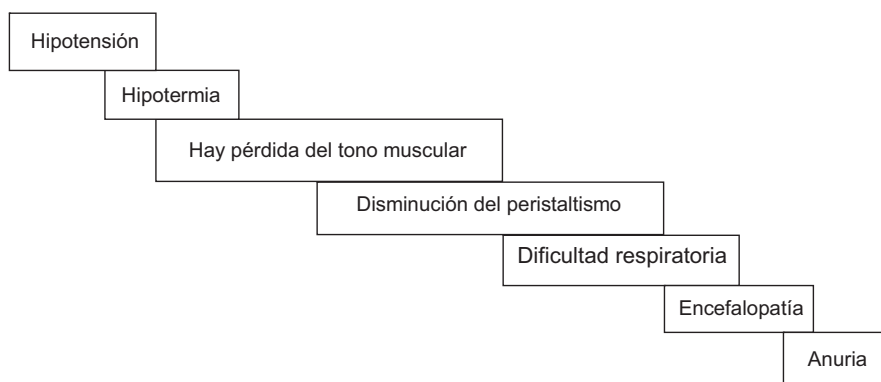 Hipotensión
Hipotermia
Hay pérdida del tono muscular
Disminución del peristaltismo
Dificultad respiratoria
Encefalopatía
Anuria